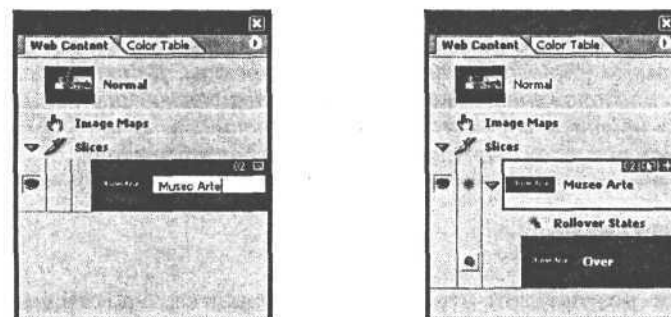 Web Content Color Table
Normal
Image Maps
Slices
02
Museo Arte
Web Content Color Table
Normal
Image Maps
Slices
02
Museo Arte
Rollover States
Over